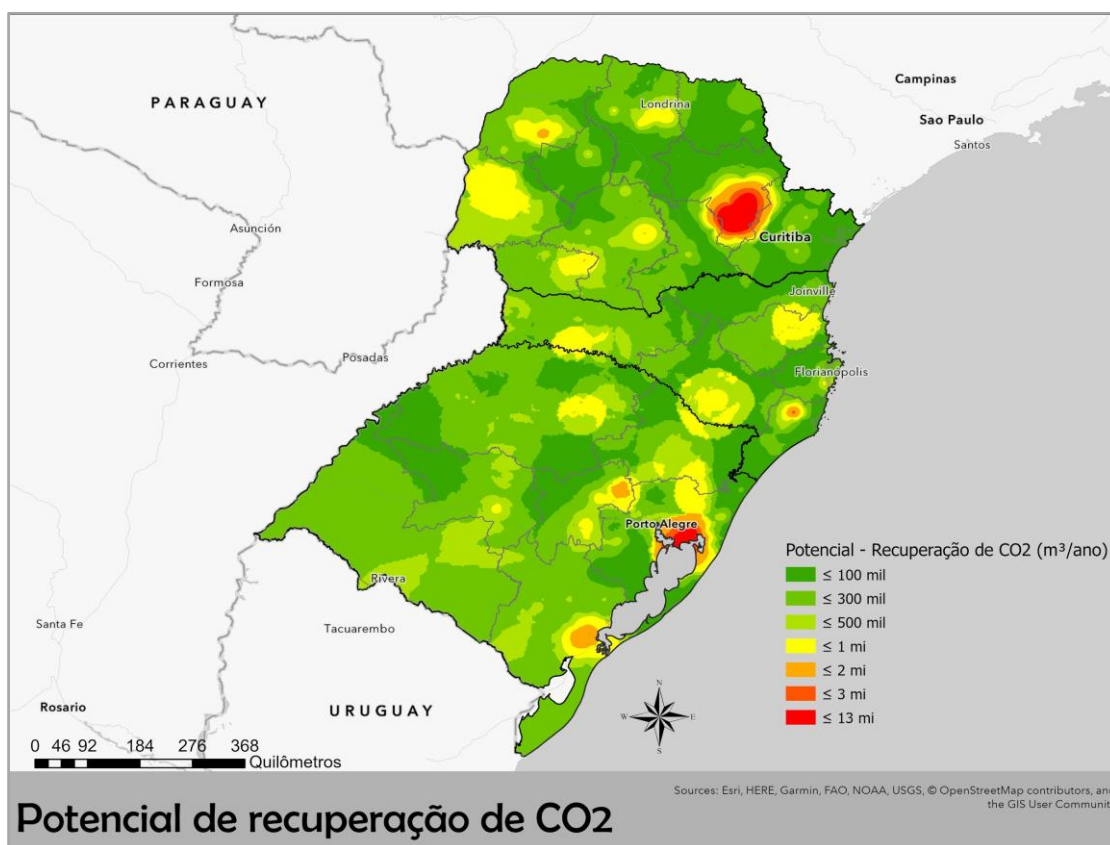 Campinas
PARAGUAY
Londrina
Sao Paulo
Santos
Asunción
Curitiba
Formosa
Joinville
Posadas
Corrientes
Florianópolis
Porto Alegre
Potencial - Recuperação de CO2 (m³/ano)
≤ 100 mil
≤ 300 mil
≤ 500 mil
≤ 1 mi
≤ 2 mi
≤ 3 mi
≤ 13 mi
Rivera
Santa Fe
Tacuarembo
N
W E
S
Rosario
URUGUAY
0 46 92 184 276 368
Quilômetros
Sources: Esri, HERE, Garmin, FAO, NOAA, USGS, © OpenStreetMap contributors, and
the GIS User Communit
Potencial de recuperação de CO2